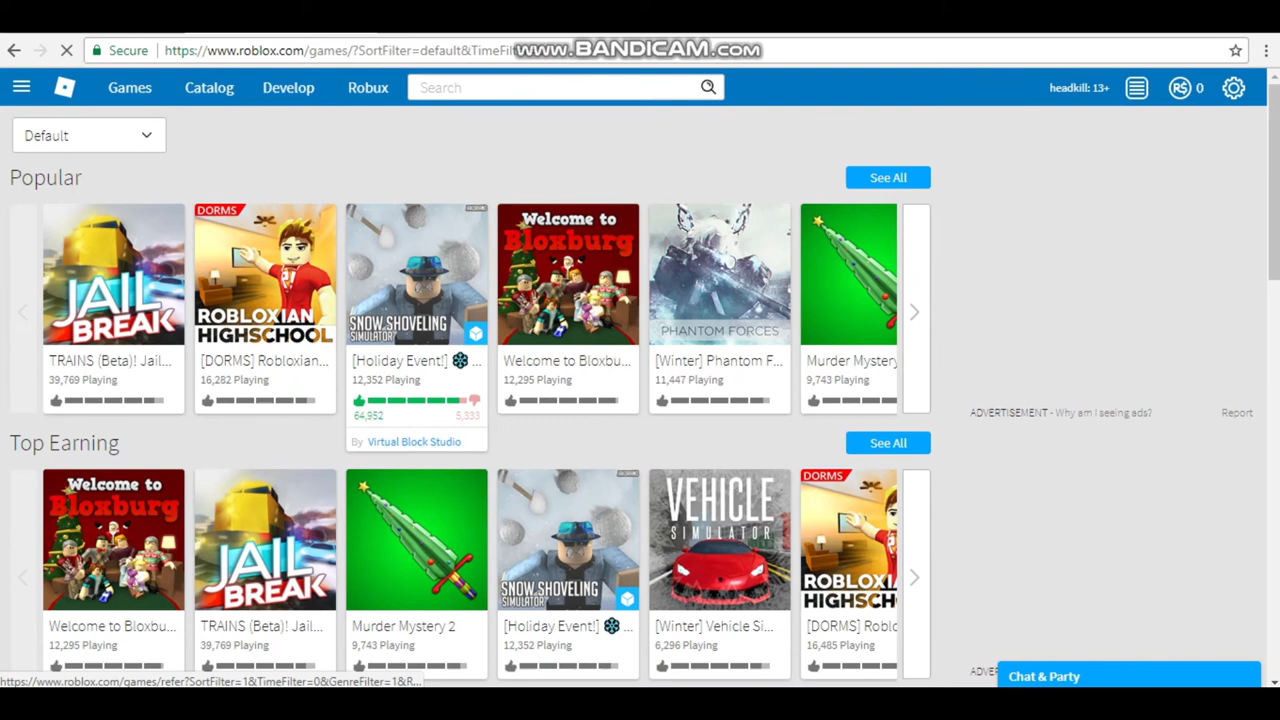 Secure https://www.roblox.com/games/?SortFilter=default&TimeFil
www.BANDICAM.com
Games Catalog Develop Robux Search headkill: 13+ R$ 0
Default
Popular See All
JAIL BREAK
DORMS ROBLOXIAN HIGHSCHOOL
SNOW SHOVELING SIMULATOR
Welcome to Bloxburg
PHANTOM FORCES
TRAINS (Beta)! Jail... [DORMS] Robloxian... [Holiday Event!] ... Welcome to Bloxbu... [Winter] Phantom F... Murder Mystery
39,769 Playing 16,282 Playing 12,352 Playing 12,295 Playing 11,447 Playing 9,743 Playing
64,952 5,333
ADVERTISEMENT - Why am I seeing ads? Report
By Virtual Block Studio
Top Earning See All
Welcome to Bloxburg
JAIL BREAK
SNOW SHOVELING SIMULATOR
VEHICLE SIMULATOR
DORMS ROBLOXIA HIGHSCH
Welcome to Bloxbu... TRAINS (Beta)! Jail... Murder Mystery 2 [Holiday Event!] ... [Winter] Vehicle Si... [DORMS] Roblo
12,295 Playing 39,769 Playing 9,743 Playing 12,352 Playing 6,296 Playing 16,485 Playing
ADVER
Chat & Party
https://www.roblox.com/games/refer?SortFilter=1&TimeFilter=0&GenreFilter=1&R...